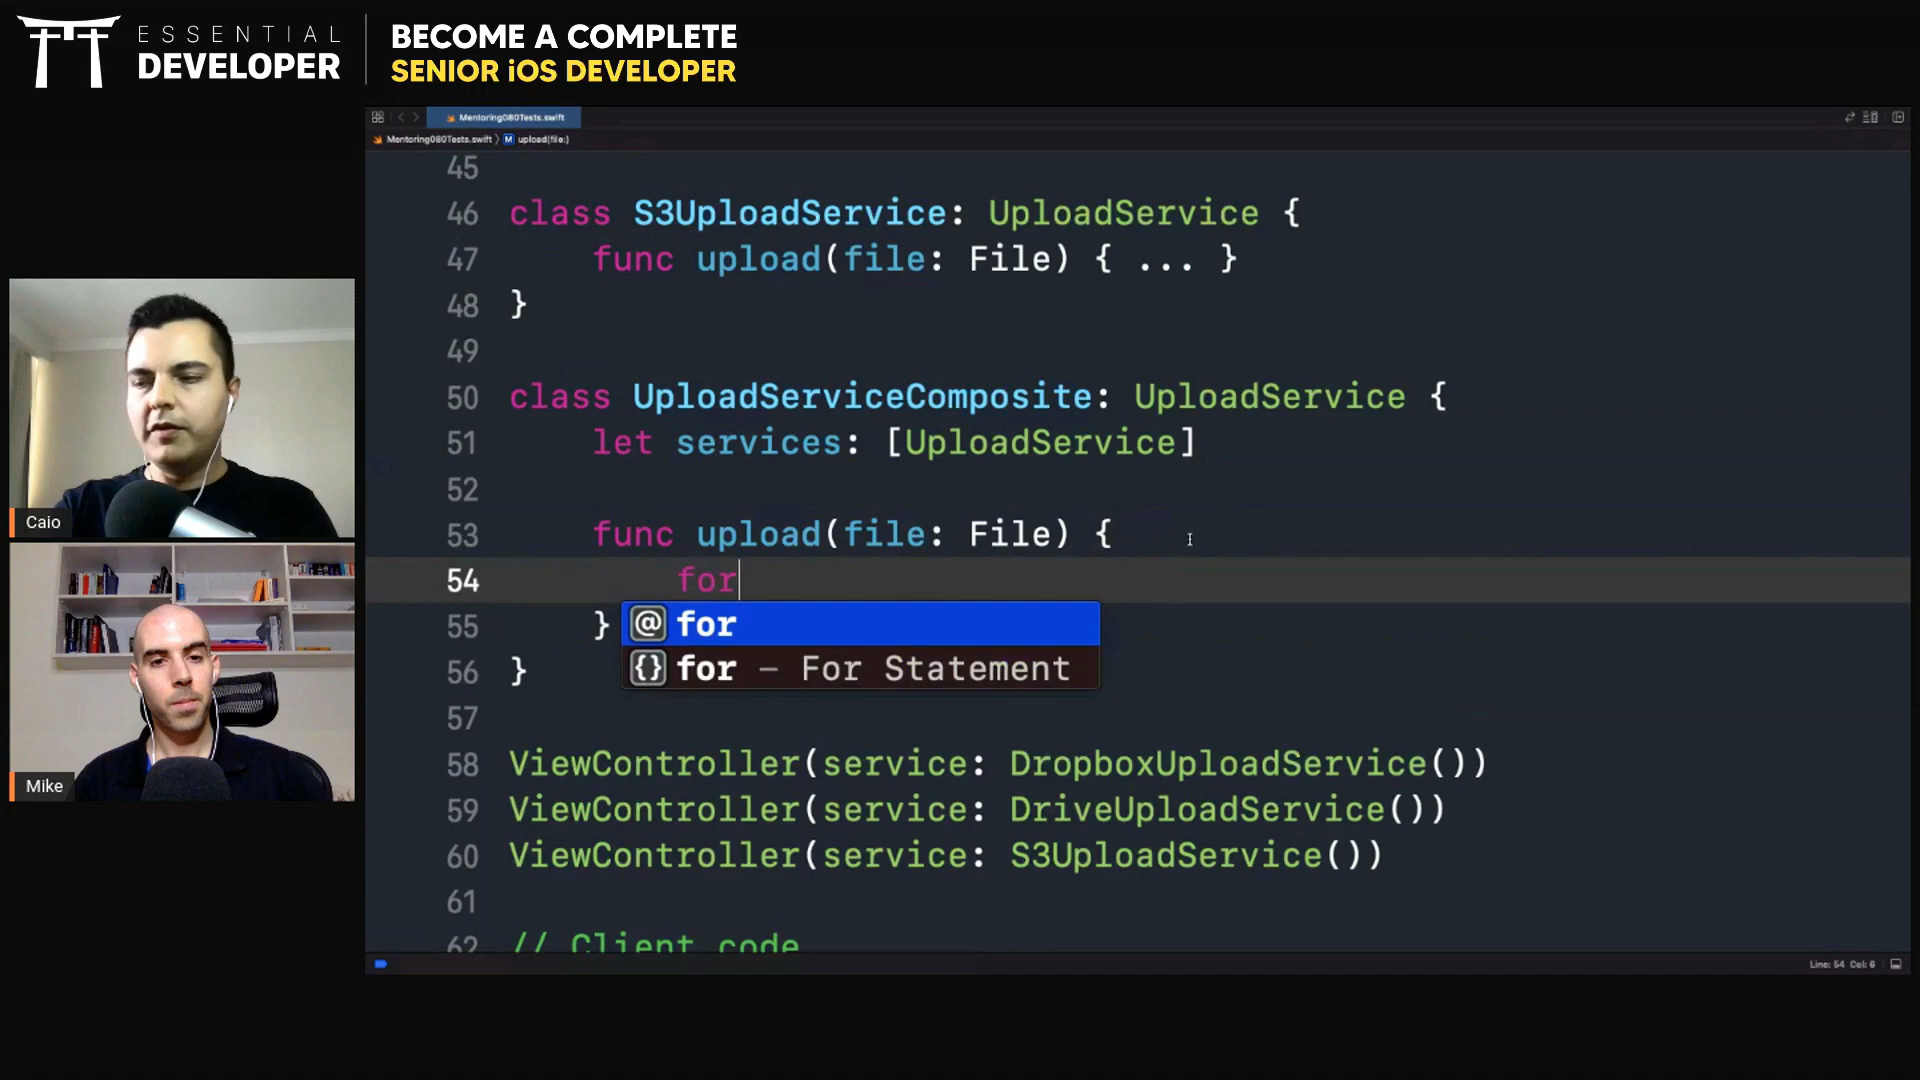 ESSENTIAL
DEVELOPER
BECOME A COMPLETE
SENIOR iOS DEVELOPER
Mentoring080Tests.swift
Mentoring080Tests.swift 〉 M upload(file:)
45
46 class S3UploadService: UploadService {
47 func upload(file: File) { ... }
48 }
49
50 class UploadServiceComposite: UploadService {
51 let services: [UploadService]
52
53 func upload(file: File) {
54 for
@ for
55 }
{} for – For Statement
56 }
57
58 ViewController(service: DropboxUploadService())
59 ViewController(service: DriveUploadService())
60 ViewController(service: S3UploadService())
61
62 // Client code
Line: 54 Col: 6
Caio
Mike